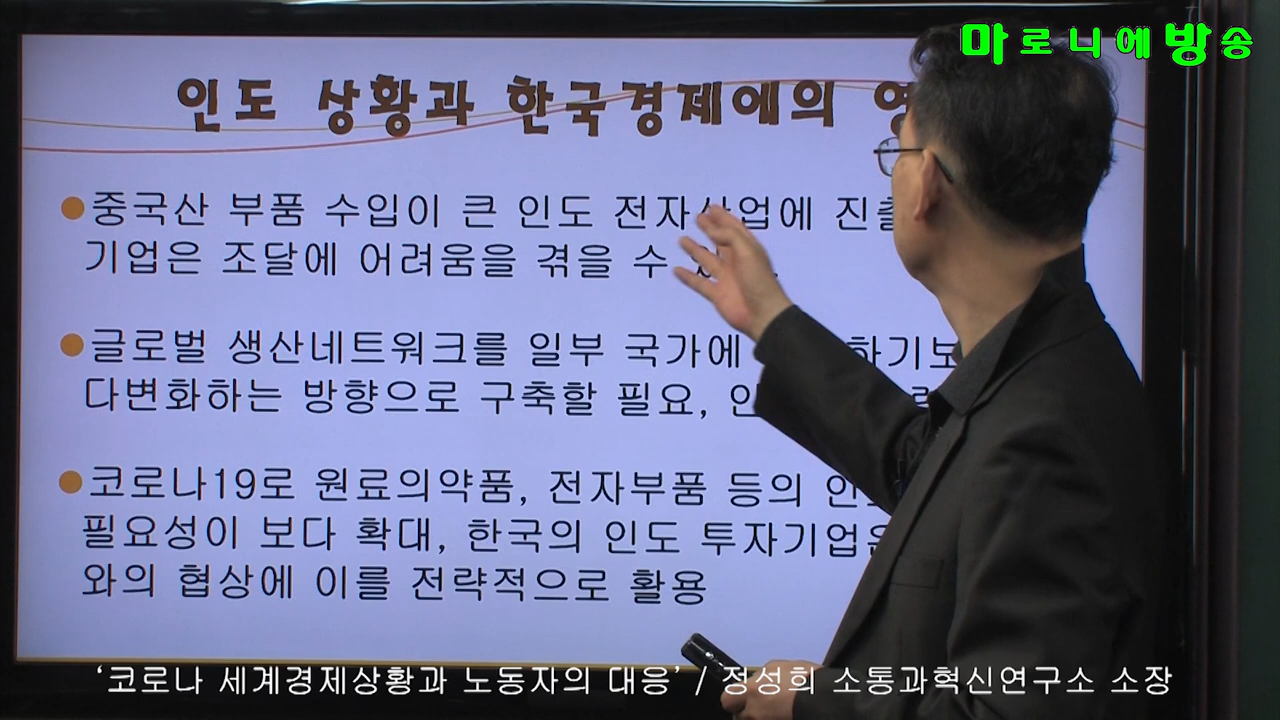 마로니에방송
인도 상황과 한국경제에의
중국산 부품 수입이 큰 인도 전자산업에
기업은 조달에 어려움을 겪을 수
글로벌 생산네트워크를 일부 국가에
다변화하는 방향으로 구축할 필요,
코로나19로 원료의약품, 전자부품 등의
필요성이 보다 확대, 한국의 인도 투자기업은
와의 협상에 이를 전략적으로 활용
‘코로나 세계경제상황과 노동자의 대응’ / 정성희 소통과혁신연구소 소장